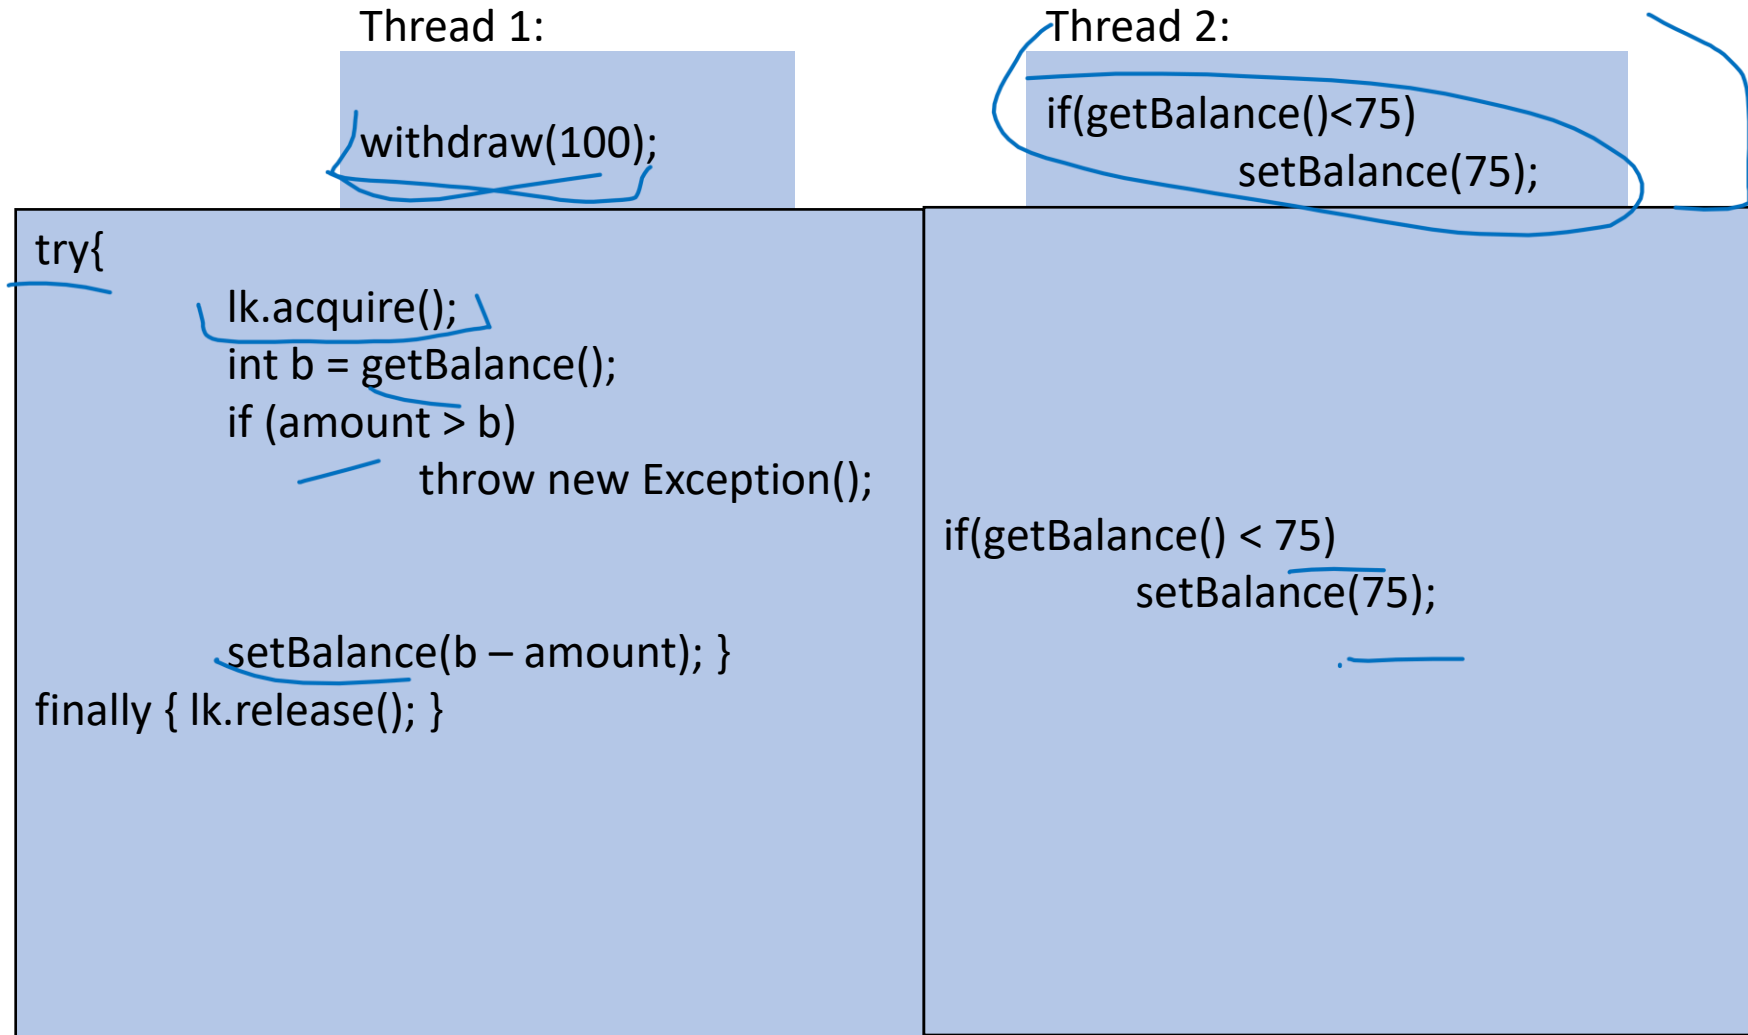 Thread 1:
withdraw(100);
try{
lk.acquire();
int b = getBalance();
if (amount > b)
throw new Exception();
setBalance(b – amount); }
finally { lk.release(); }
Thread 2:
if(getBalance()<75)
setBalance(75);
if(getBalance() < 75)
setBalance(75);